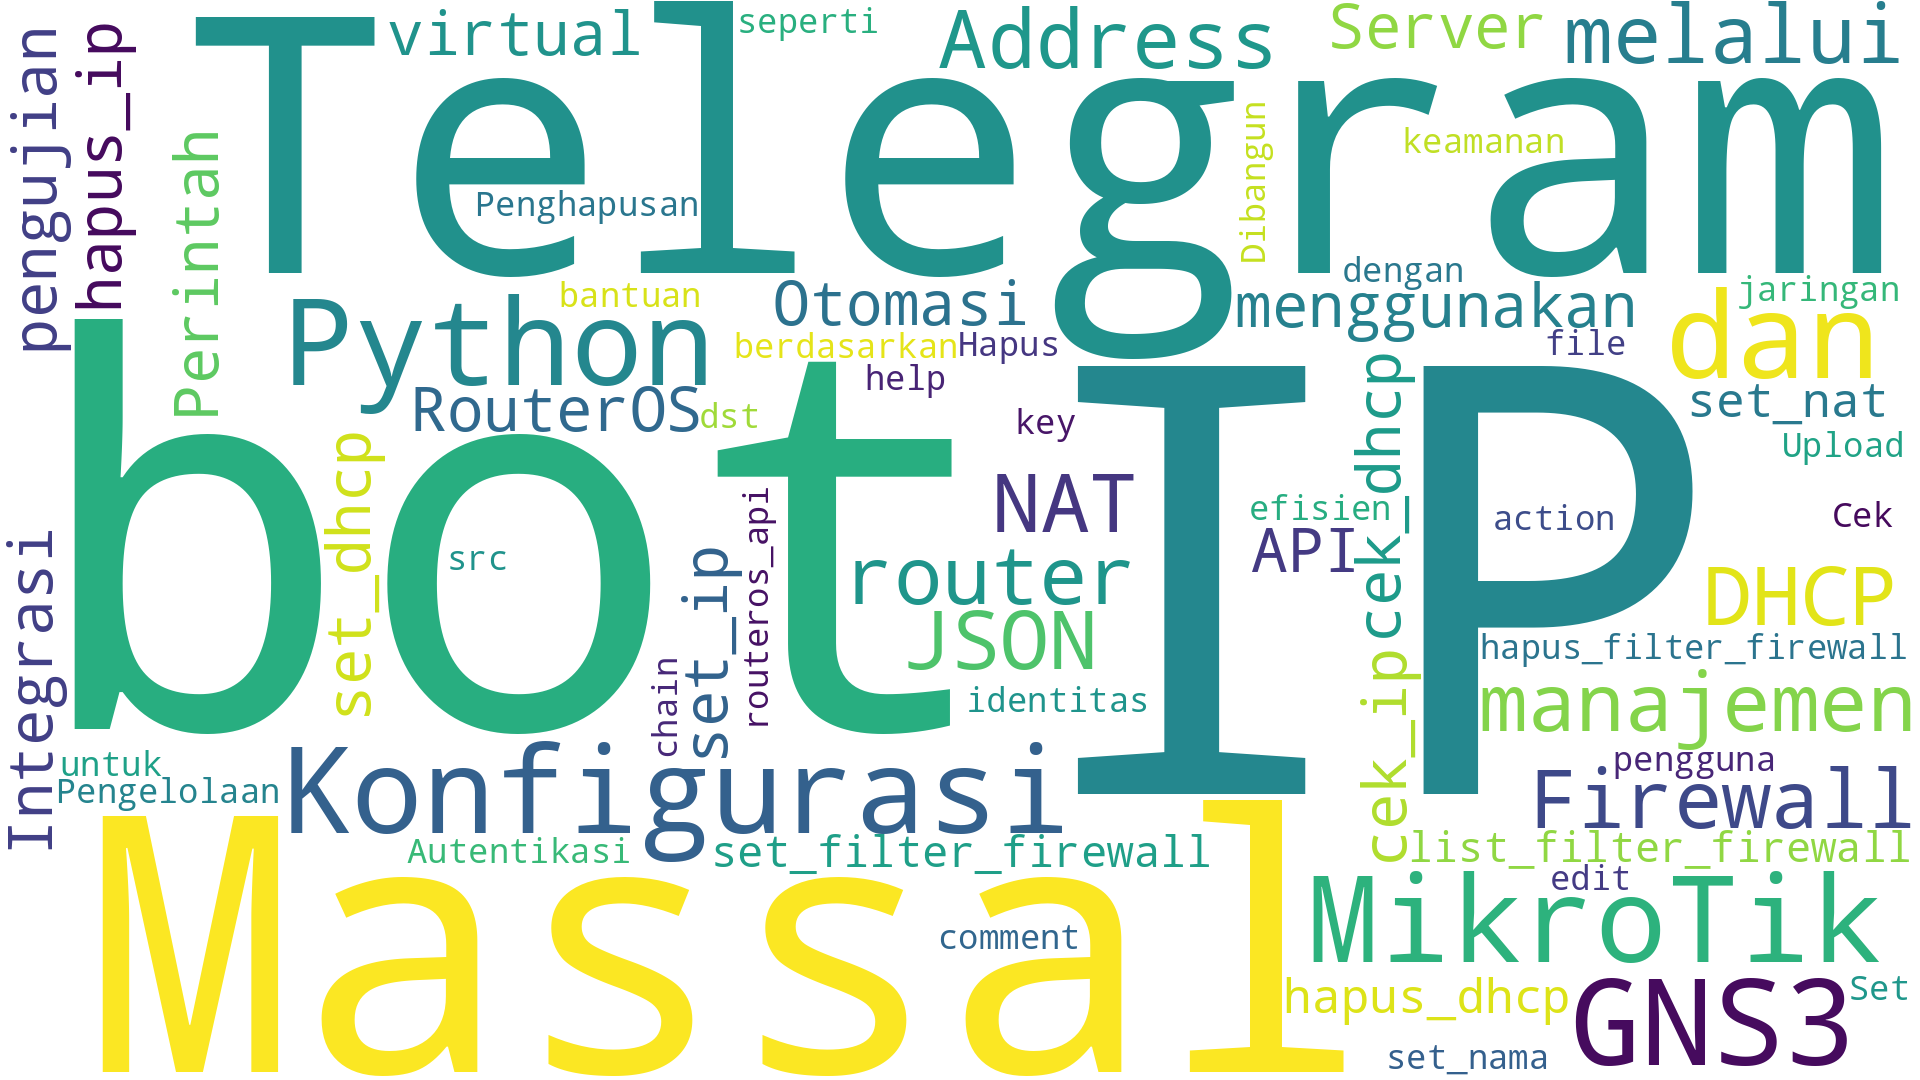 Telegram
bot
IP
Massal
Konfigurasi
Python
MikroTik
GNS3
dan
virtual
seperti
Address
Server
melalui
pengujian
hapus_ip
Perintah
Penghapusan
Dibangun
keamanan
dengan
jaringan
bantuan
Otomasi
menggunakan
berdasarkan
Hapus
file
help
RouterOS
dst
key
set_nat
Upload
set_dhcp
cek_dhcp
NAT
efisien
action
Cek
API
src
routeros_api
set_ip
router
DHCP
Integrasi
JSON
hapus_filter_firewall
chain
identitas
cek_ip
manajemen
untuk
Pengelolaan
pengguna
Firewall
Autentikasi
set_filter_firewall
list_filter_firewall
edit
comment
hapus_dhcp
Set
set_nama